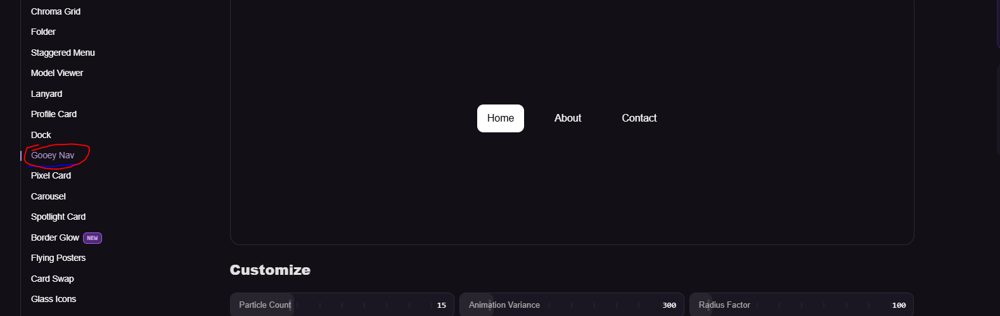 Chroma Grid
Folder
Staggered Menu
Model Viewer
Lanyard
Profile Card
Dock
Gooey Nav
Pixel Card
Carousel
Spotlight Card
Border Glow NEW
Flying Posters
Card Swap
Glass Icons
Home About Contact
Customize
Particle Count 15 Animation Variance 300 Radius Factor 100